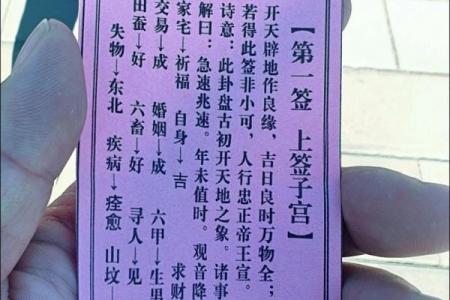 【第一签 上签子宫】
开天辟地作良缘，吉日良时万物全；
若得此签非小可，人行忠正帝王宣。
诗意：此卦盘古初开天地之象。诸事
解曰：急速兆速。年未值时。观音降
家宅→祈福 自身→吉 求财
交易→成 婚姻→成 六甲→生男
田蚕→好 六畜→好 寻人→见
失物→东北 疾病→痊愈 山坟→